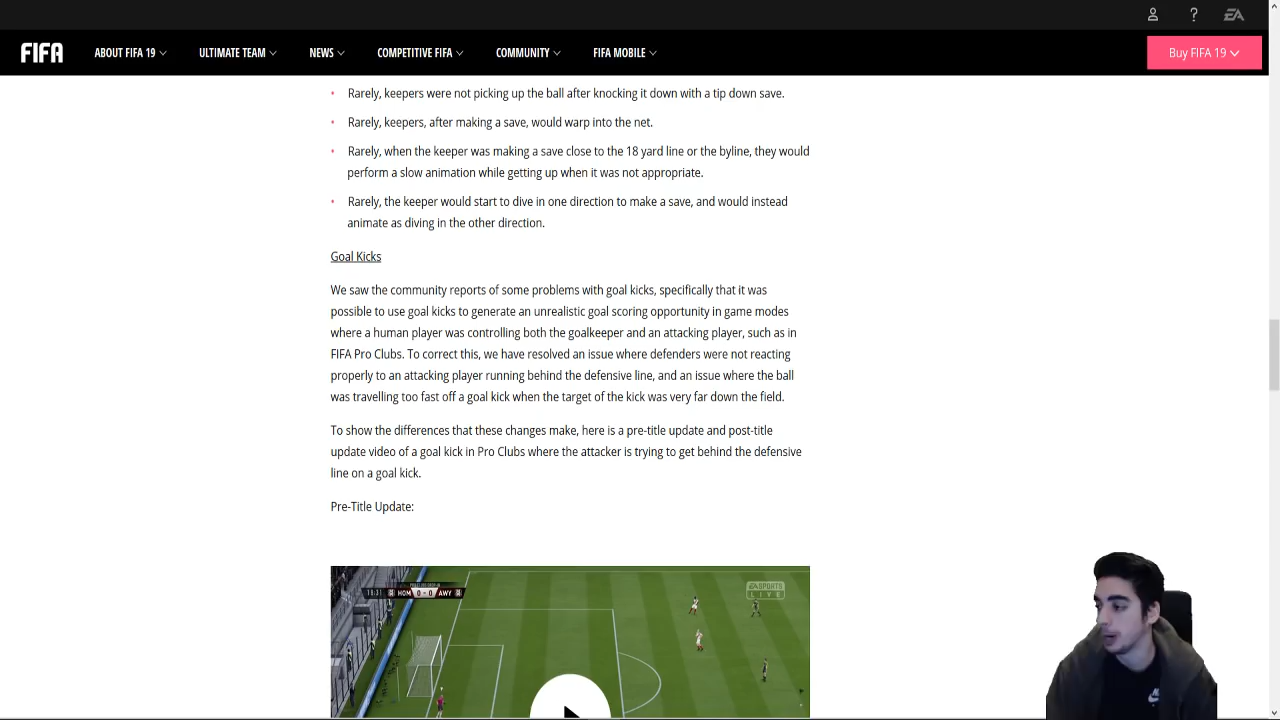 EA
FIFA
ABOUT FIFA 19
ULTIMATE TEAM
NEWS
COMPETITIVE FIFA
COMMUNITY
FIFA MOBILE
Buy FIFA 19
• Rarely, keepers were not picking up the ball after knocking it down with a tip down save.
• Rarely, keepers, after making a save, would warp into the net.
• Rarely, when the keeper was making a save close to the 18 yard line or the byline, they would
perform a slow animation while getting up when it was not appropriate.
• Rarely, the keeper would start to dive in one direction to make a save, and would instead
animate as diving in the other direction.
Goal Kicks
We saw the community reports of some problems with goal kicks, specifically that it was
possible to use goal kicks to generate an unrealistic goal scoring opportunity in game modes
where a human player was controlling both the goalkeeper and an attacking player, such as in
FIFA Pro Clubs. To correct this, we have resolved an issue where defenders were not reacting
properly to an attacking player running behind the defensive line, and an issue where the ball
was travelling too fast off a goal kick when the target of the kick was very far down the field.
To show the differences that these changes make, here is a pre-title update and post-title
update video of a goal kick in Pro Clubs where the attacker is trying to get behind the defensive
line on a goal kick.
Pre-Title Update:
HOM 0 - 0 AWY
EA SPORTS
LIVE